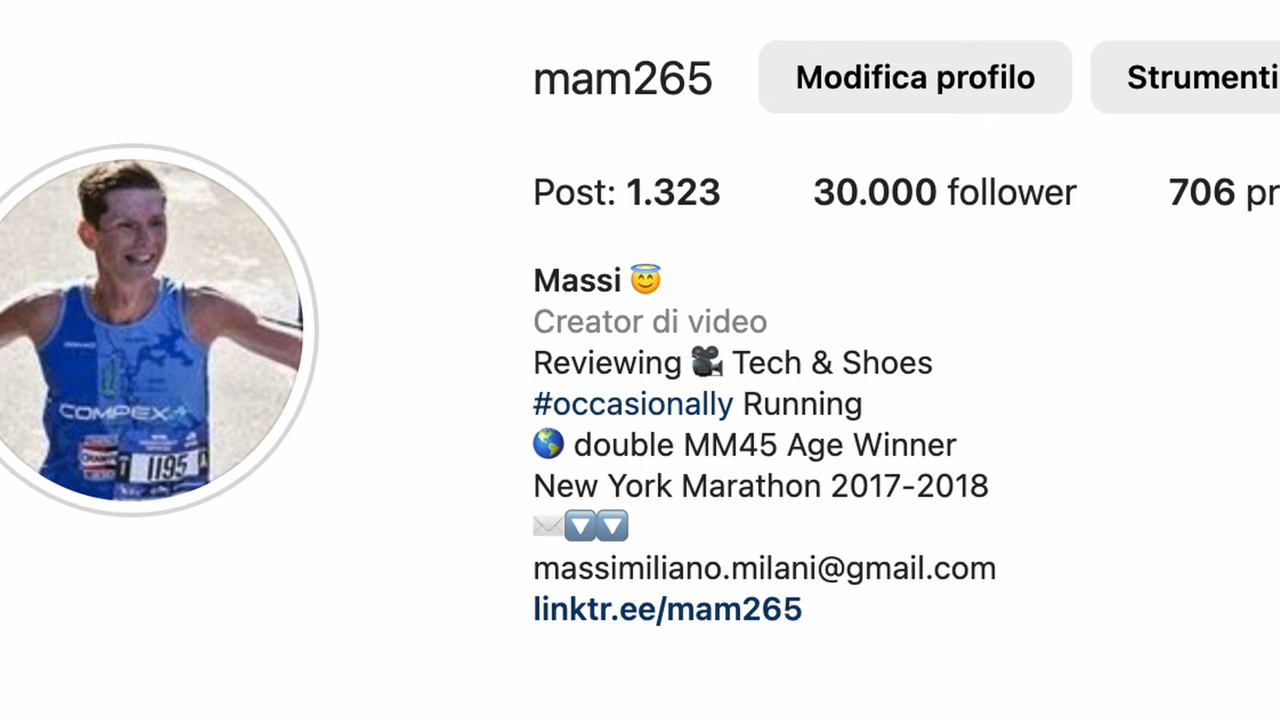 mam265 Modifica profilo Strumenti
Post: 1.323 30.000 follower 706 pr
Massi 😇
Creator di video
Reviewing 🎥 Tech & Shoes
#occasionally Running
🌎 double MM45 Age Winner
New York Marathon 2017-2018
✉️🔽🔽
massimiliano.milani@gmail.com
linktr.ee/mam265
COMPEX
1195